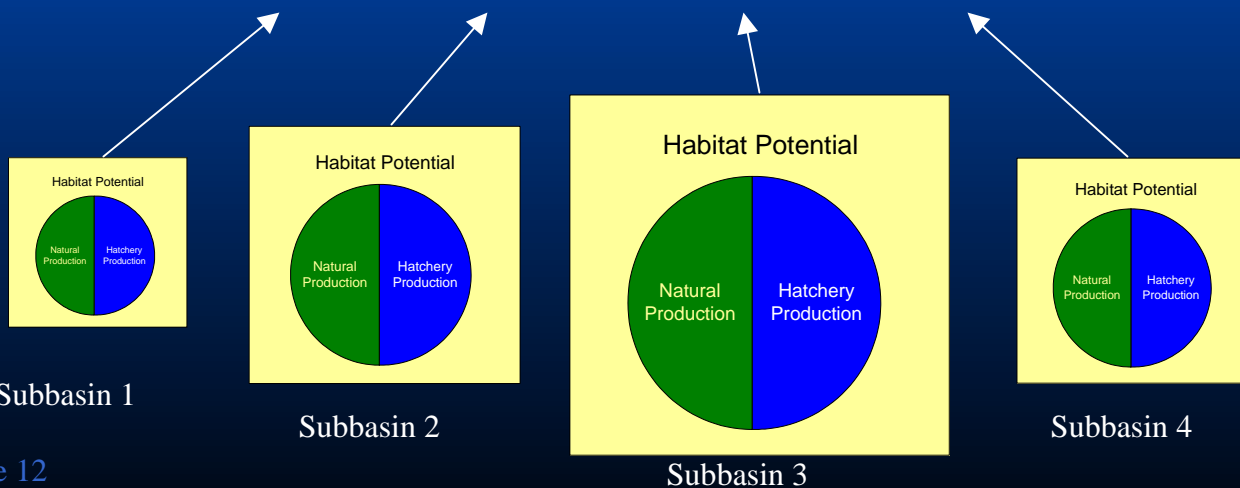 Habitat Potential
Natural
Production
Hatchery
Production
Subbasin 1
Habitat Potential
Natural
Production
Hatchery
Production
Subbasin 2
Habitat Potential
Natural
Production
Hatchery
Production
Subbasin 3
Habitat Potential
Natural
Production
Hatchery
Production
Subbasin 4
e 12